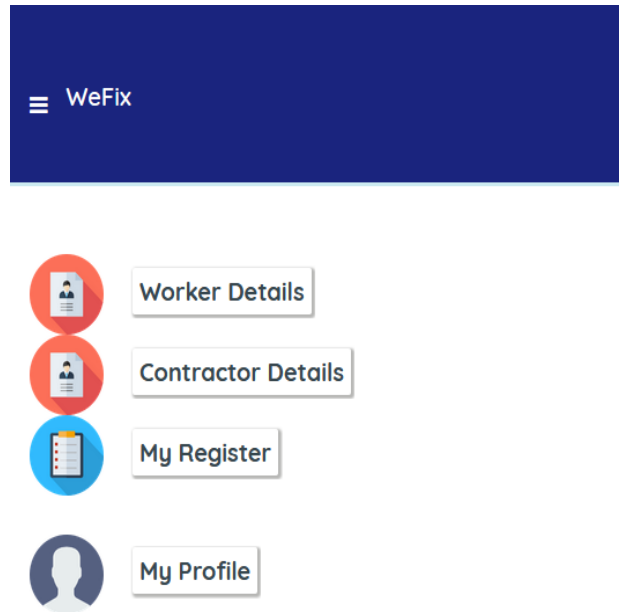 WeFix
Worker Details
Contractor Details
My Register
My Profile